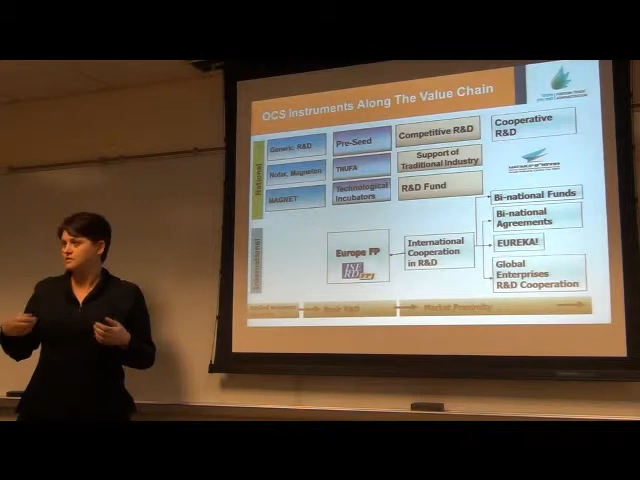 OCS Instruments Along The Value Chain
National
Generic R&D
Nofar, Magneton
MAGNET
Pre-Seed
TNUFA
Technological
Incubators
Competitive R&D
Support of
Traditional Industry
R&D Fund
Cooperative
R&D
International
Europe FP
International
Cooperation
in R&D
Bi-national Funds
Bi-national
Agreements
EUREKA!
Global
Enterprises
R&D Cooperation
Basic R&D
Market Proximity